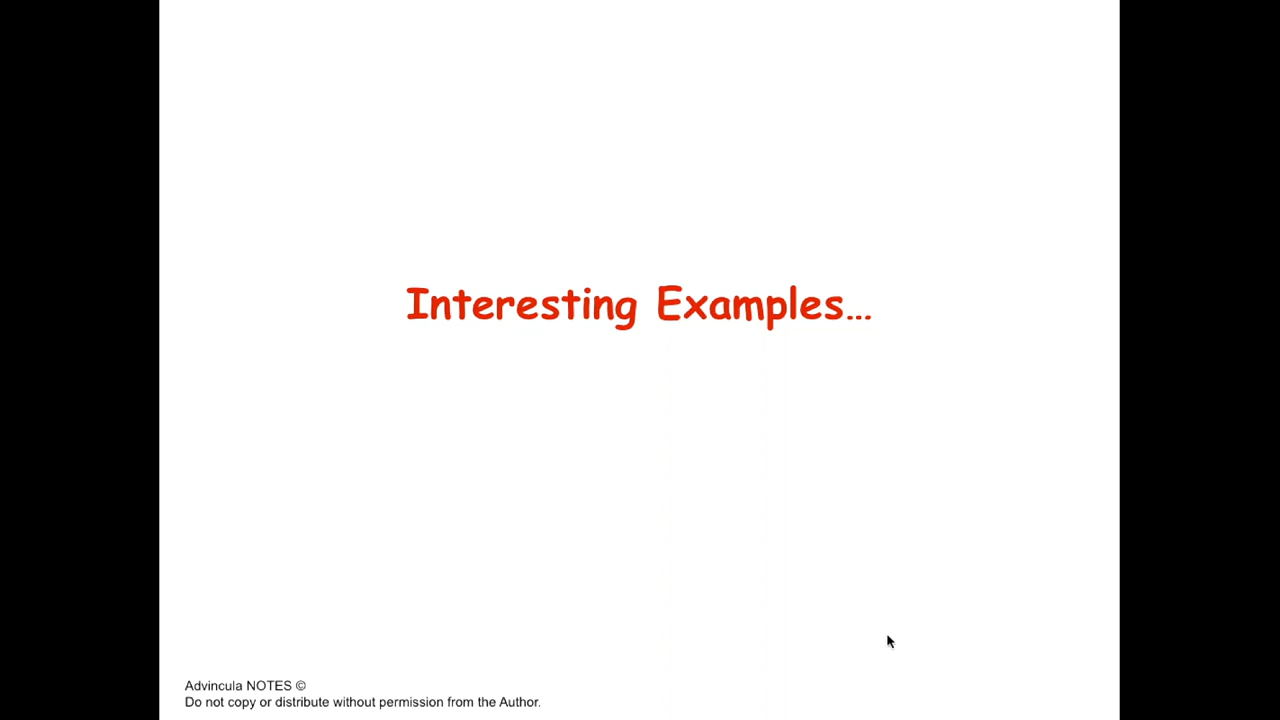 Interesting Examples...
Advincula NOTES ©
Do not copy or distribute without permission from the Author.